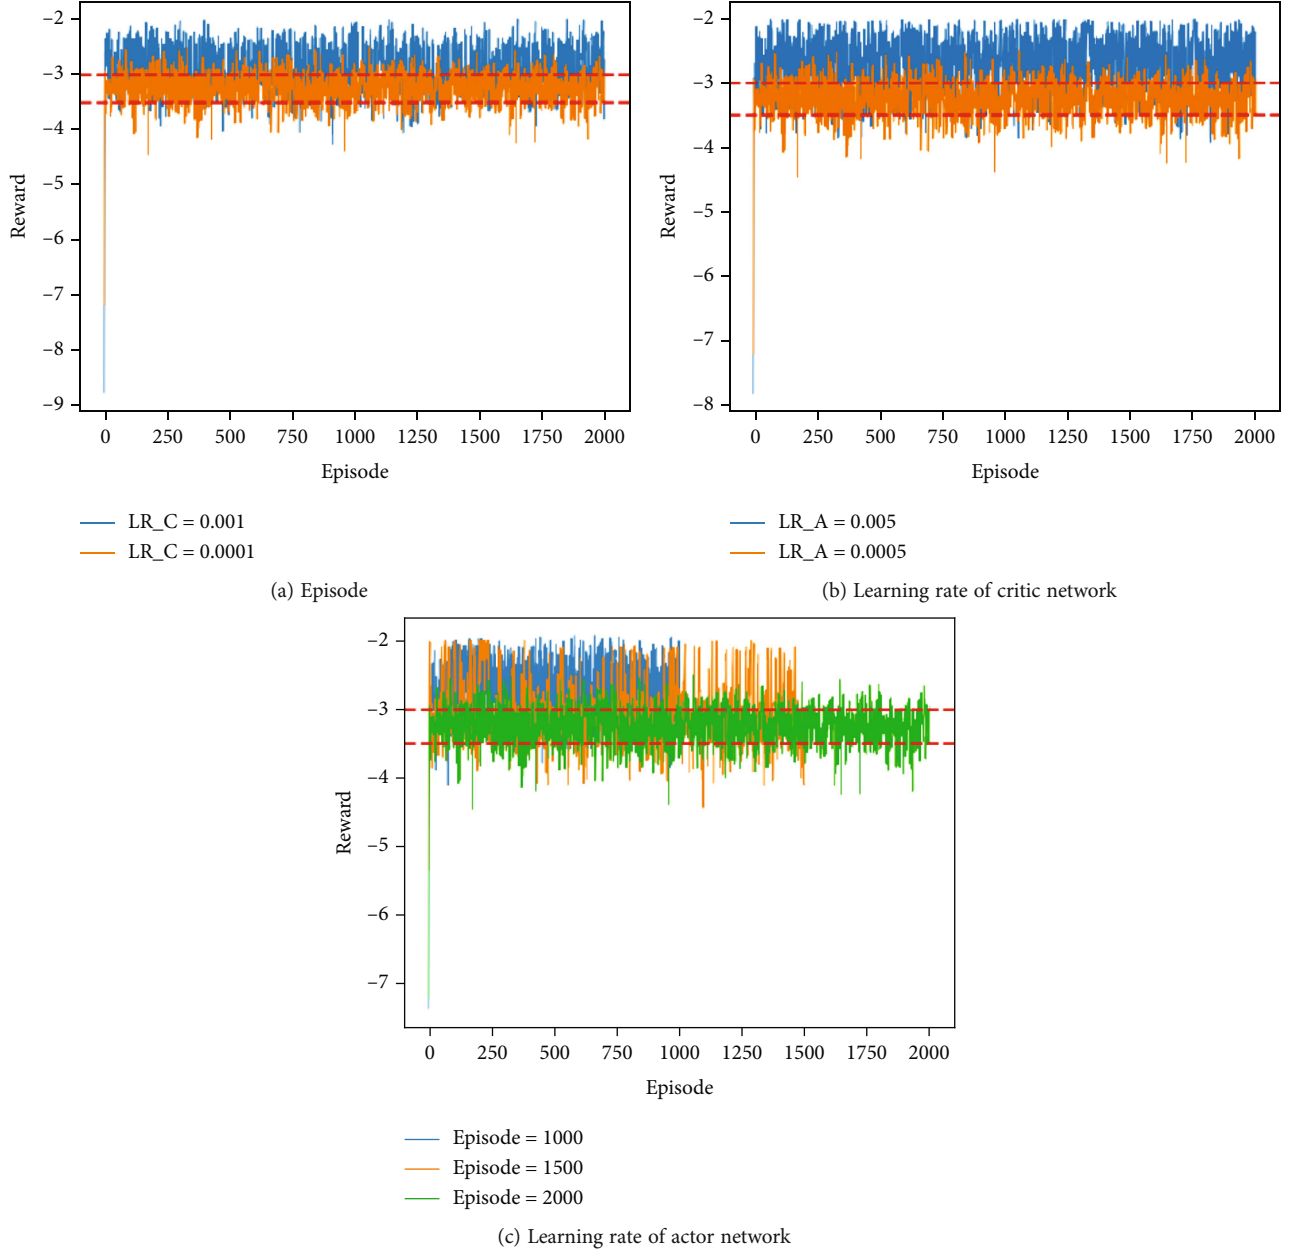 −2
−3
−4
−5
−6
−7
−8
−9
Reward
0 250 500 750 1000 1250 1500 1750 2000
Episode
LR_C = 0.001
LR_C = 0.0001
(a) Episode
−2
−3
−4
−5
−6
−7
−8
Reward
0 250 500 750 1000 1250 1500 1750 2000
Episode
LR_A = 0.005
LR_A = 0.0005
(b) Learning rate of critic network
−2
−3
−4
−5
−6
−7
Reward
0 250 500 750 1000 1250 1500 1750 2000
Episode
Episode = 1000
Episode = 1500
Episode = 2000
(c) Learning rate of actor network